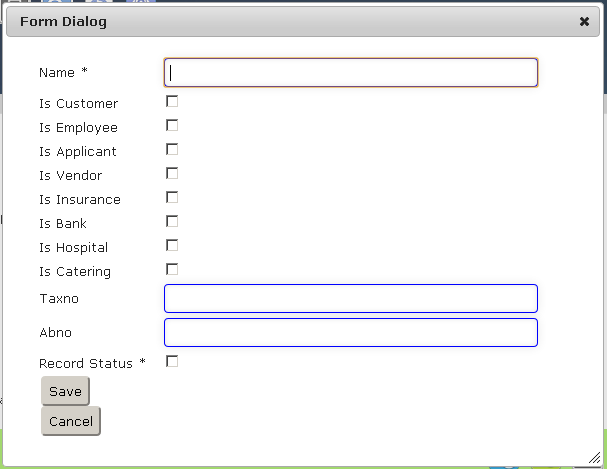 Form Dialog
Name *
Is Customer
Is Employee
Is Applicant
Is Vendor
Is Insurance
Is Bank
Is Hospital
Is Catering
Taxno
Abno
Record Status *
Save
Cancel